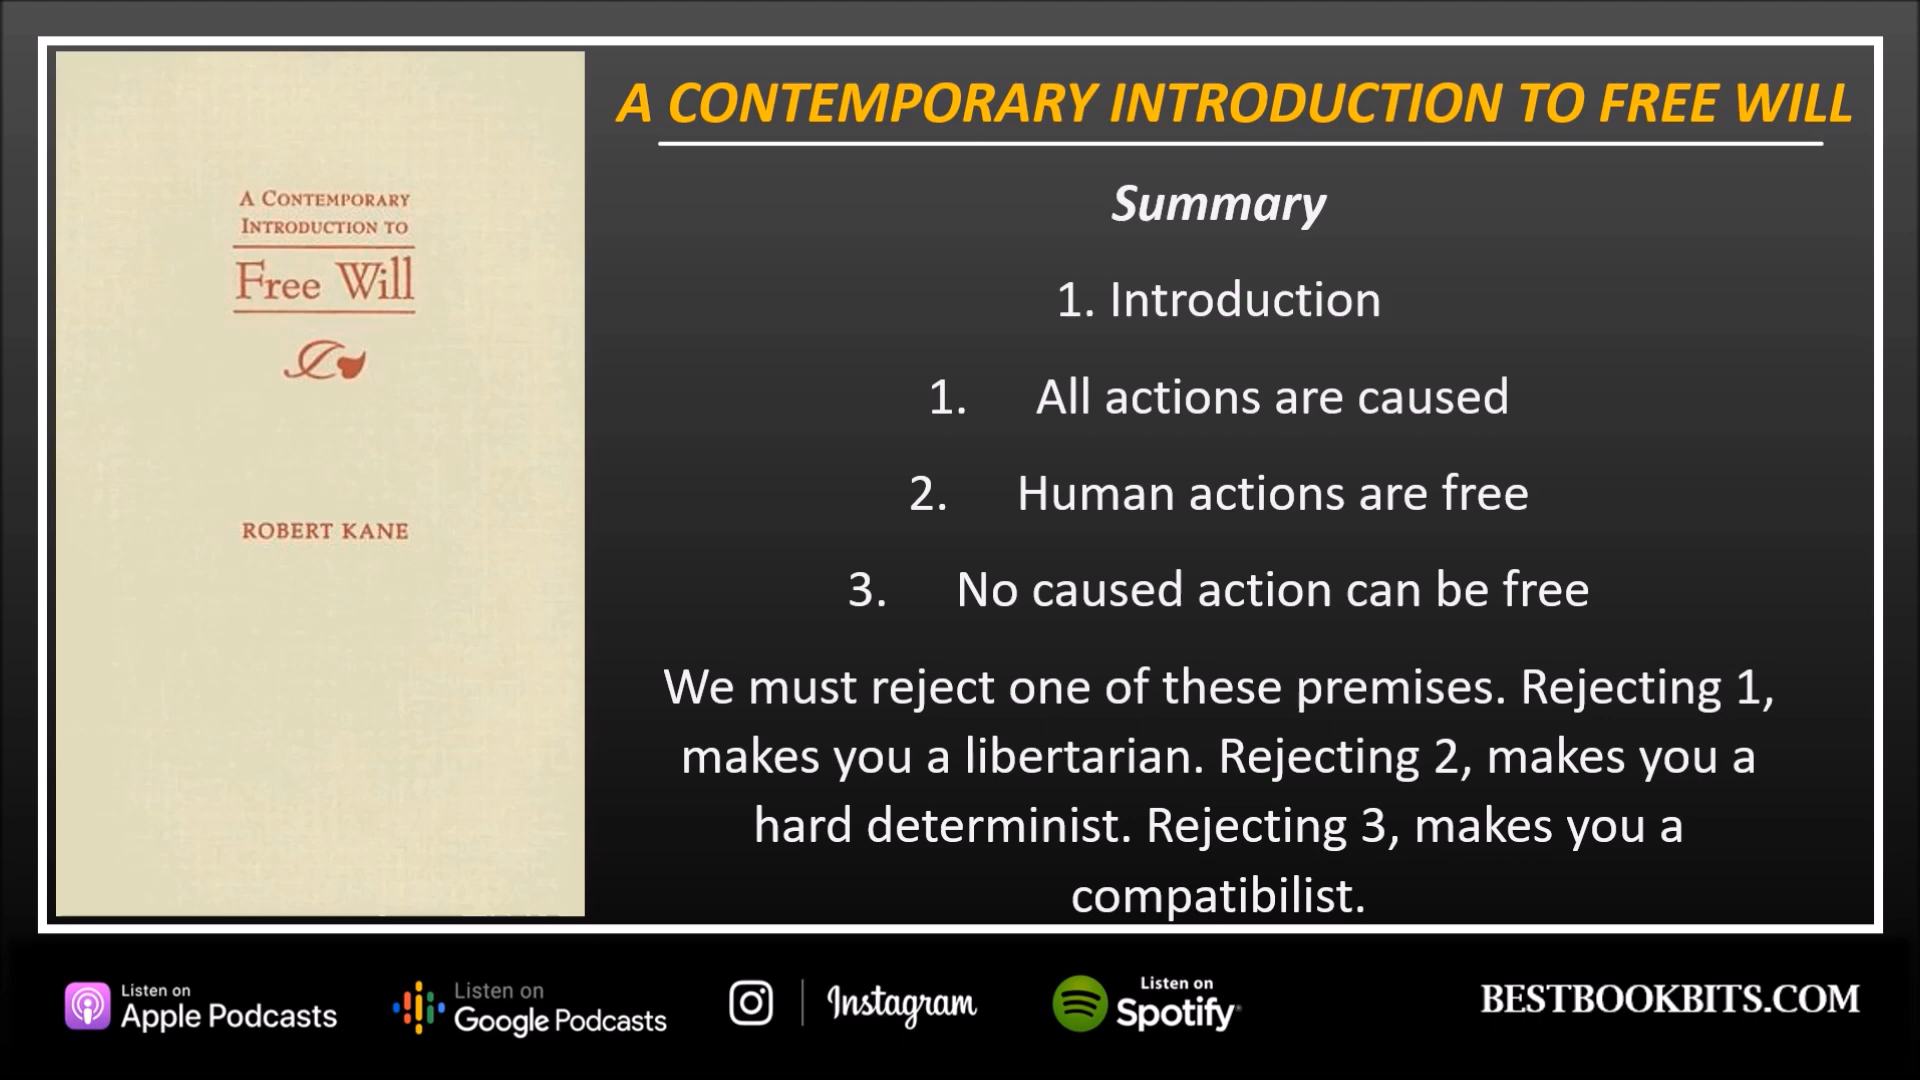 A CONTEMPORARY
INTRODUCTION TO
Free Will
ROBERT KANE
A CONTEMPORARY INTRODUCTION TO FREE WILL
Summary
1. Introduction
1. All actions are caused
2. Human actions are free
3. No caused action can be free
We must reject one of these premises. Rejecting 1,
makes you a libertarian. Rejecting 2, makes you a
hard determinist. Rejecting 3, makes you a
compatibilist.
Listen on
Apple Podcasts
Listen on
Google Podcasts
Instagram
Listen on
Spotify
BESTBOOKBITS.COM